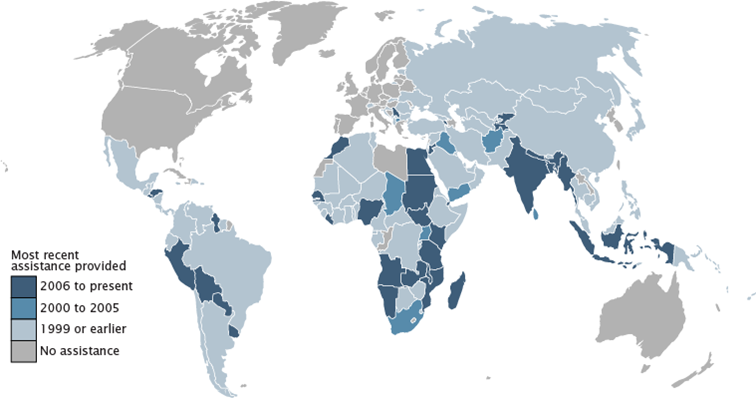 Most recent
assistance provided
2006 to present
2000 to 2005
1999 or earlier
No assistance